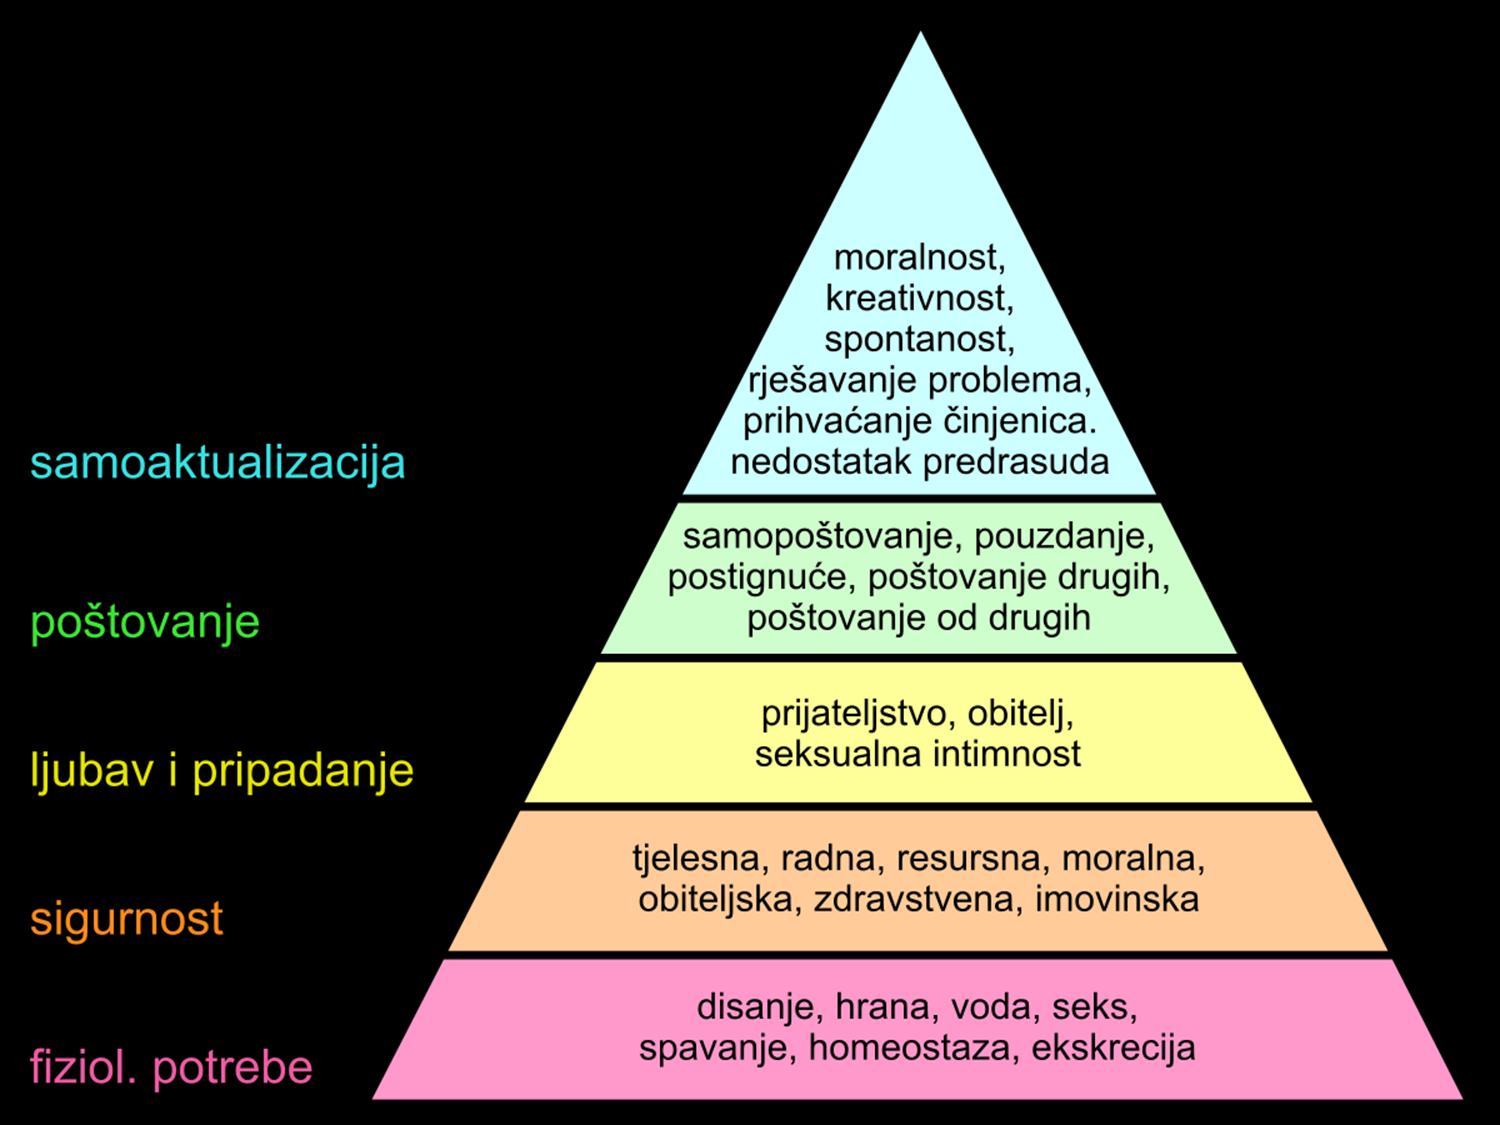 moralnost,
kreativnost,
spontanost,
rješavanje problema,
prihvaćanje činjenica.
nedostatak predrasuda
samoaktualizacija
samopoštovanje, pouzdanje,
postignuće, poštovanje drugih,
poštovanje od drugih
poštovanje
prijateljstvo, obitelj,
seksualna intimnost
ljubav i pripadanje
tjelesna, radna, resursna, moralna,
obiteljska, zdravstvena, imovinska
sigurnost
disanje, hrana, voda, seks,
spavanje, homeostaza, ekskrecija
fiziol. potrebe